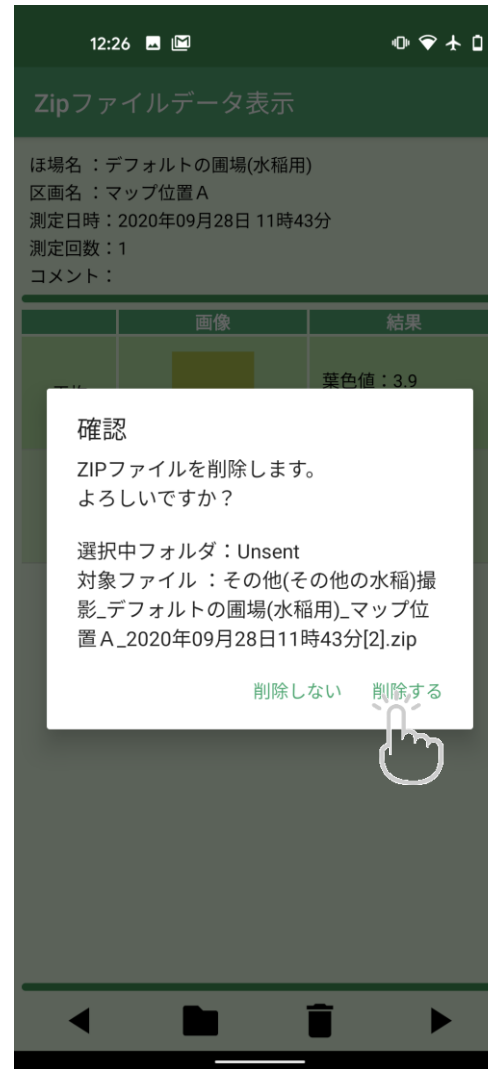 12:26
Zipファイルデータ表示
ほ場名 ：デフォルトの圃場(水稲用)
区画名 ：マップ位置Ａ
測定日時：2020年09月28日 11時43分
測定回数：1
コメント：
画像 結果
葉色値：3.9
確認
ZIPファイルを削除します。
よろしいですか？
選択中フォルダ：Unsent
対象ファイル ：その他(その他の水稲)撮
影_デフォルトの圃場(水稲用)_マップ位
置Ａ_2020年09月28日11時43分[2].zip
削除しない 削除する